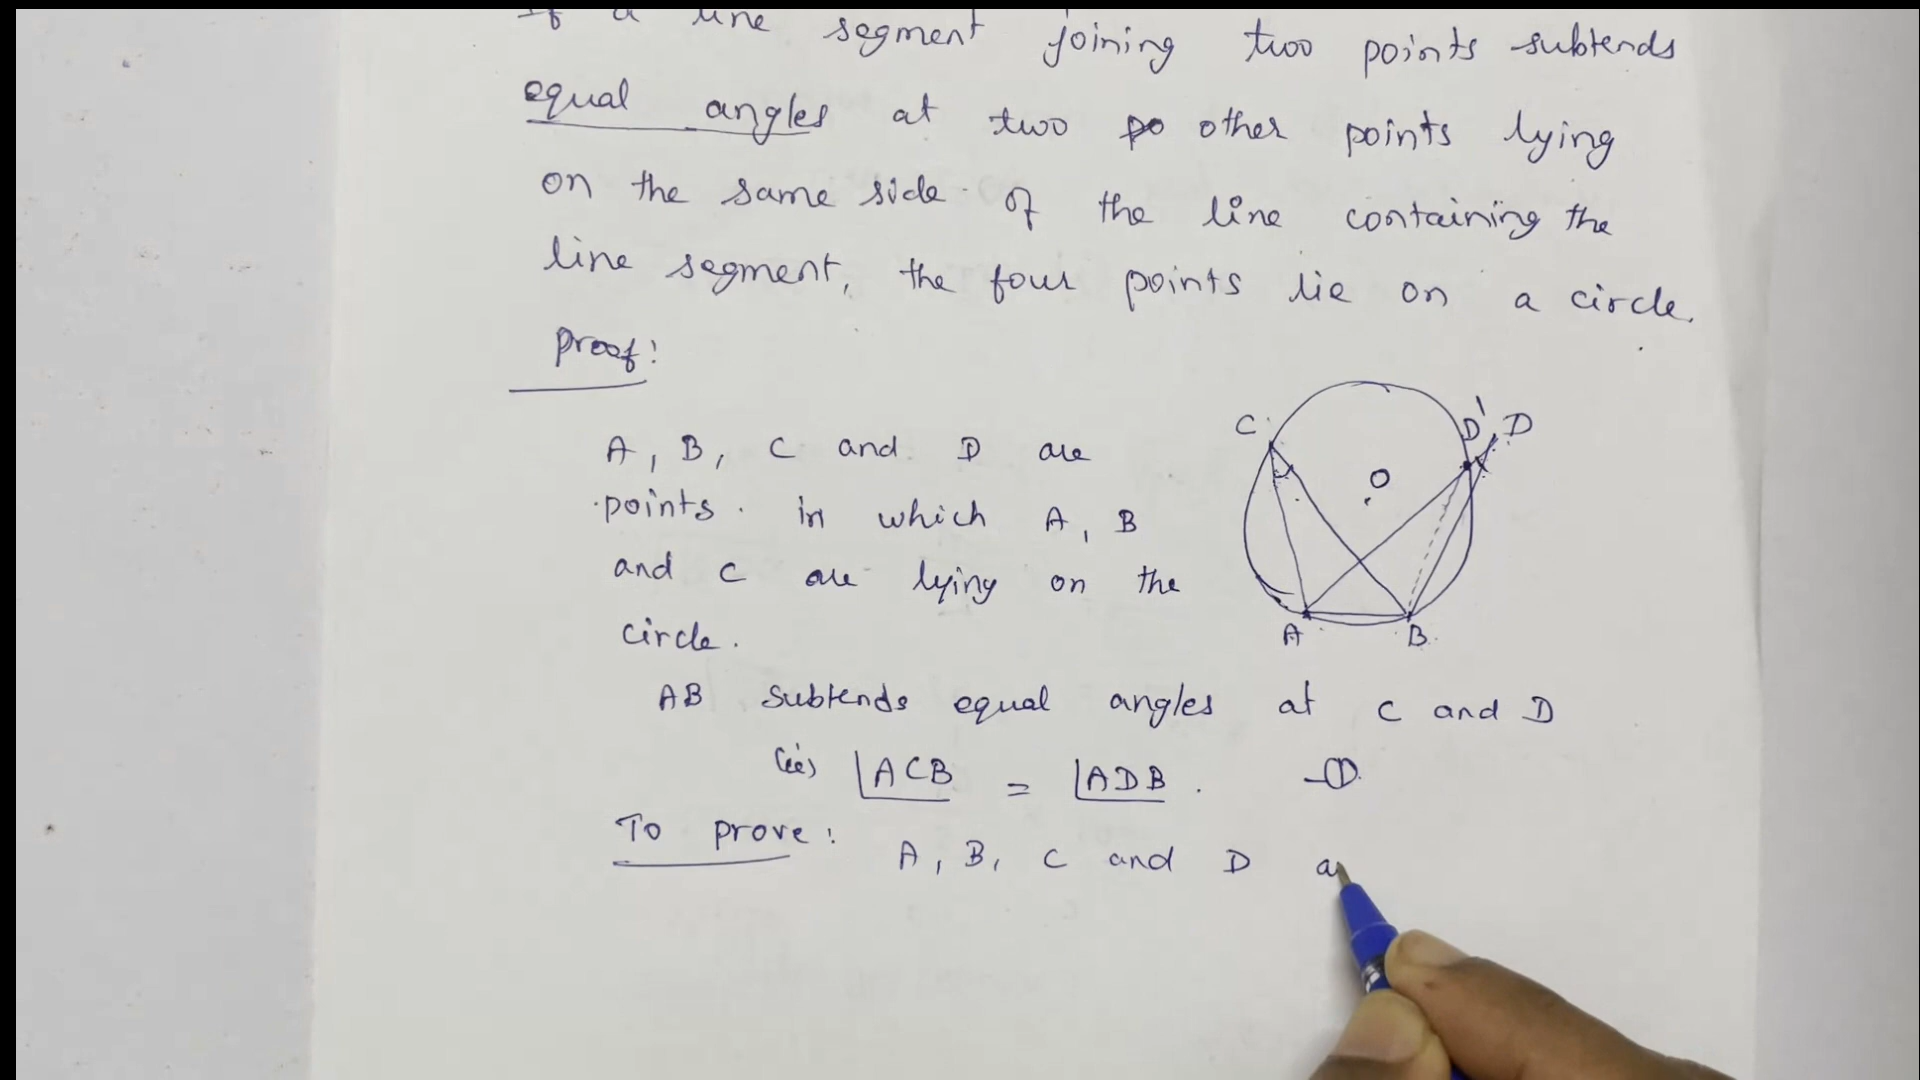 If a line segment joining two points subtends
equal angles at two po other points lying
on the same side of the line containing the
line segment, the four points lie on a circle.
Proof:
A, B, C and D are
points in which A, B
and C are lying on the
circle.
C
D'
D
O
A
B
AB subtends equal angles at C and D
(ie) ∠ACB = ∠ADB. —①
To prove: A, B, C and D a